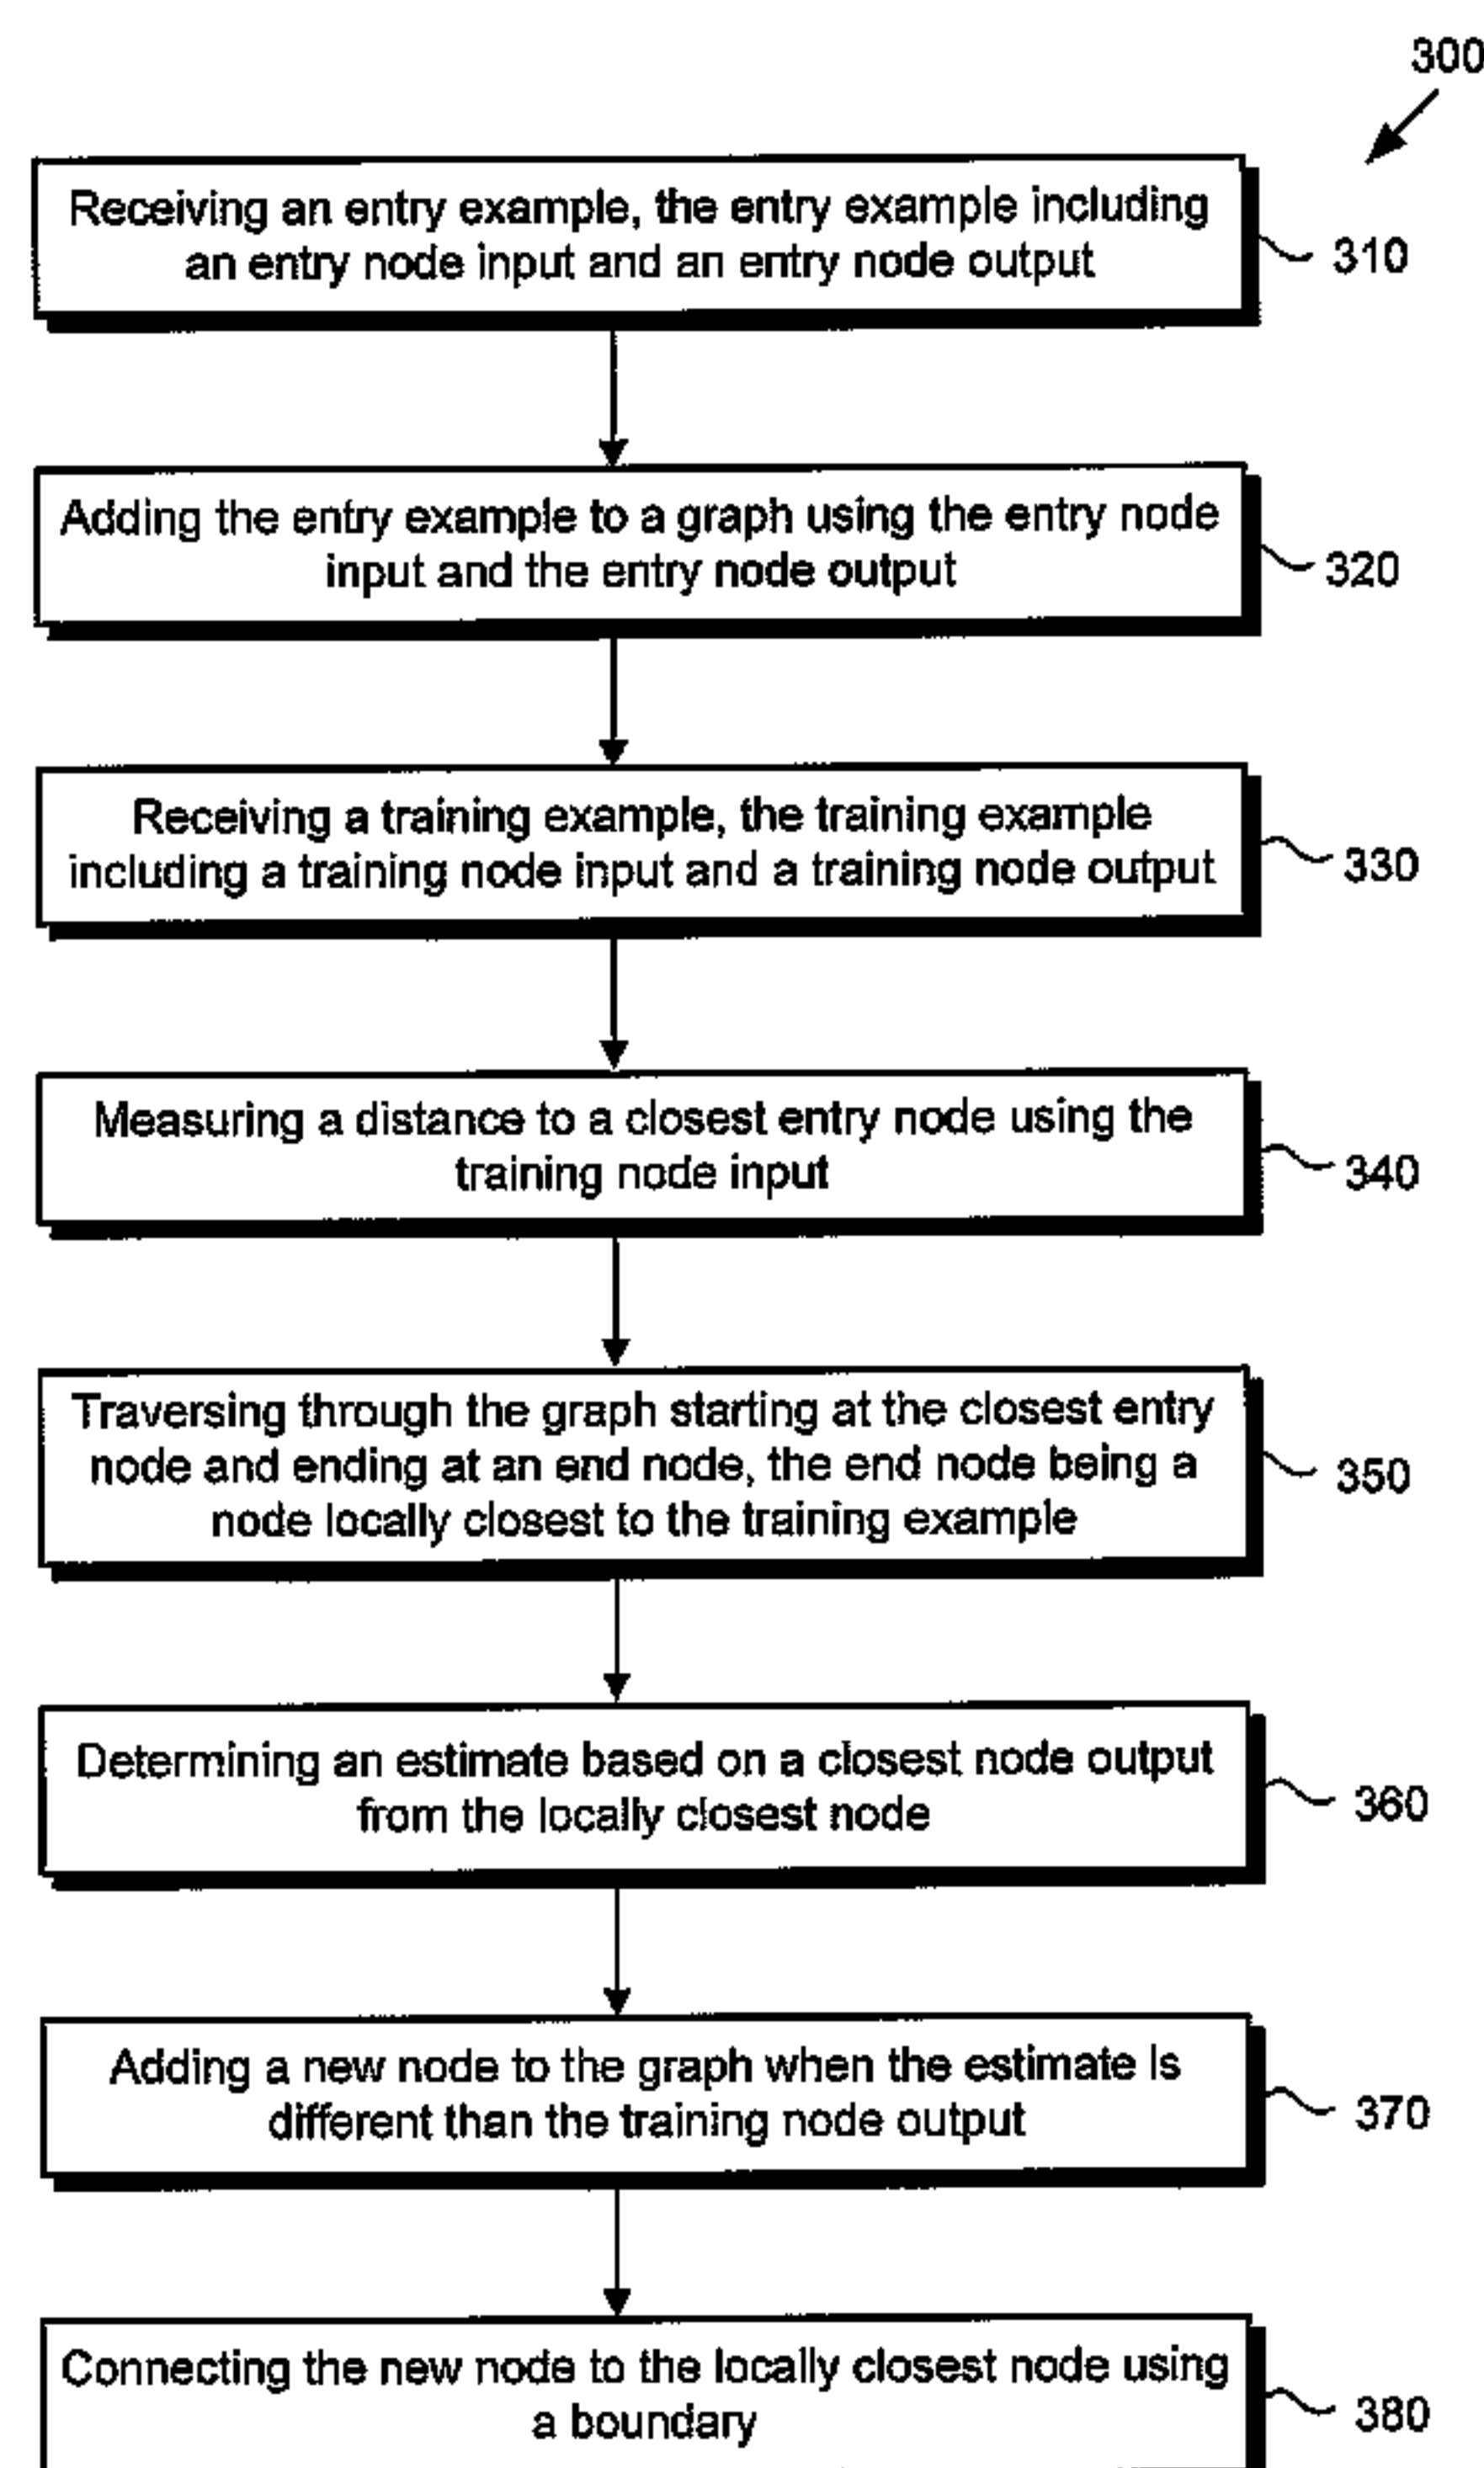 300
Receiving an entry example, the entry example including
an entry node input and an entry node output
310
Adding the entry example to a graph using the entry node
input and the entry node output
320
Receiving a training example, the training example
including a training node input and a training node output
330
Measuring a distance to a closest entry node using the
training node input
340
Traversing through the graph starting at the closest entry
node and ending at an end node, the end node being a
node locally closest to the training example
350
Determining an estimate based on a closest node output
from the locally closest node
360
Adding a new node to the graph when the estimate is
different than the training node output
370
Connecting the new node to the locally closest node using
a boundary
380